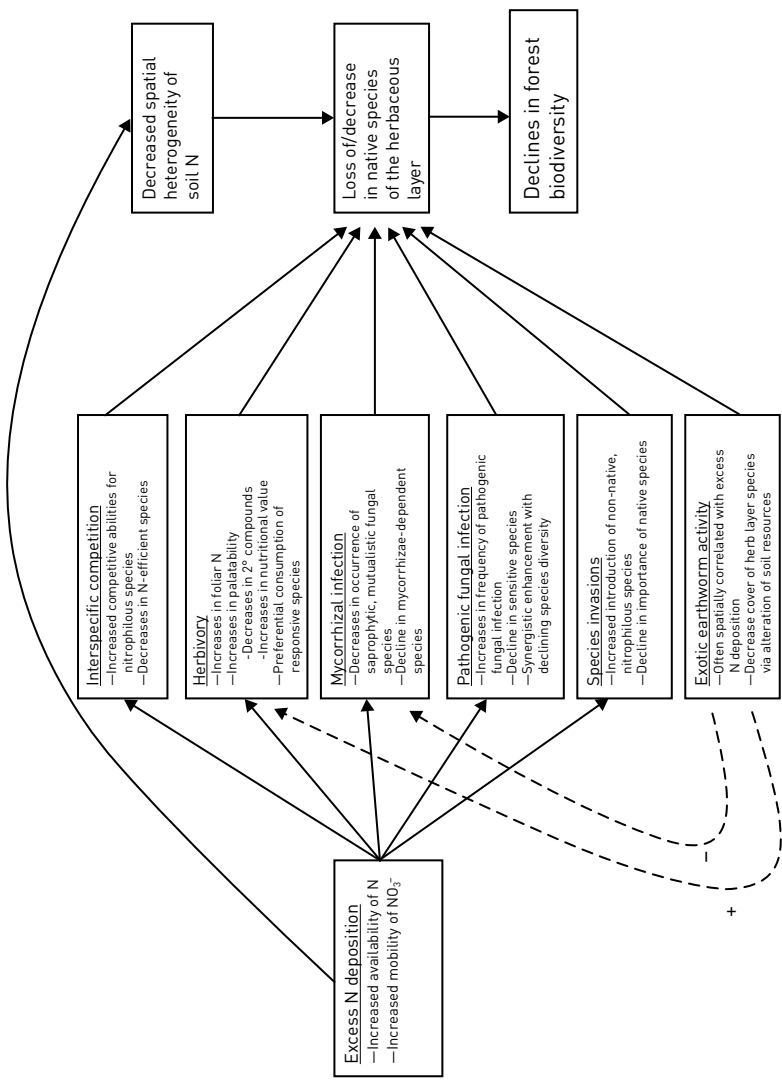 Excess N deposition
—Increased availability of N
—Increased mobility of NO₃⁻
Interspecific competition
—Increased competitive abilities for
nitrophilous species
—Decreases in N-efficient species
Herbivory
—Increases in foliar N
—Increases in palatability
-Decreases in 2° compounds
-Increases in nutritional value
—Preferential consumption of
responsive species
Mycorrhizal infection
—Decreases in occurrence of
saprophytic, mutualistic fungal
species
—Decline in mycorrhizae-dependent
species
Pathogenic fungal infection
—Increases in frequency of pathogenic
fungal infection
—Decline in sensitive species
—Synergistic enhancement with
declining species diversity
Species invasions
—Increased introduction of non-native,
nitrophilous species
—Decline in importance of native species
Exotic earthworm activity
—Often spatially correlated with excess
N deposition
—Decrease cover of herb layer species
via alteration of soil resources
–
+
Decreased spatial
heterogeneity of
soil N
Loss of/decrease
in native species
of the herbaceous
layer
Declines in forest
biodiversity